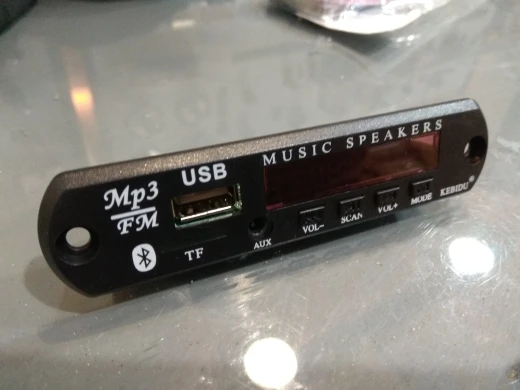 MUSIC SPEAKERS
USB
Mp3
FM
TF
AUX
VOL-
SCAN
VOL+
MODE
KEBIDU®